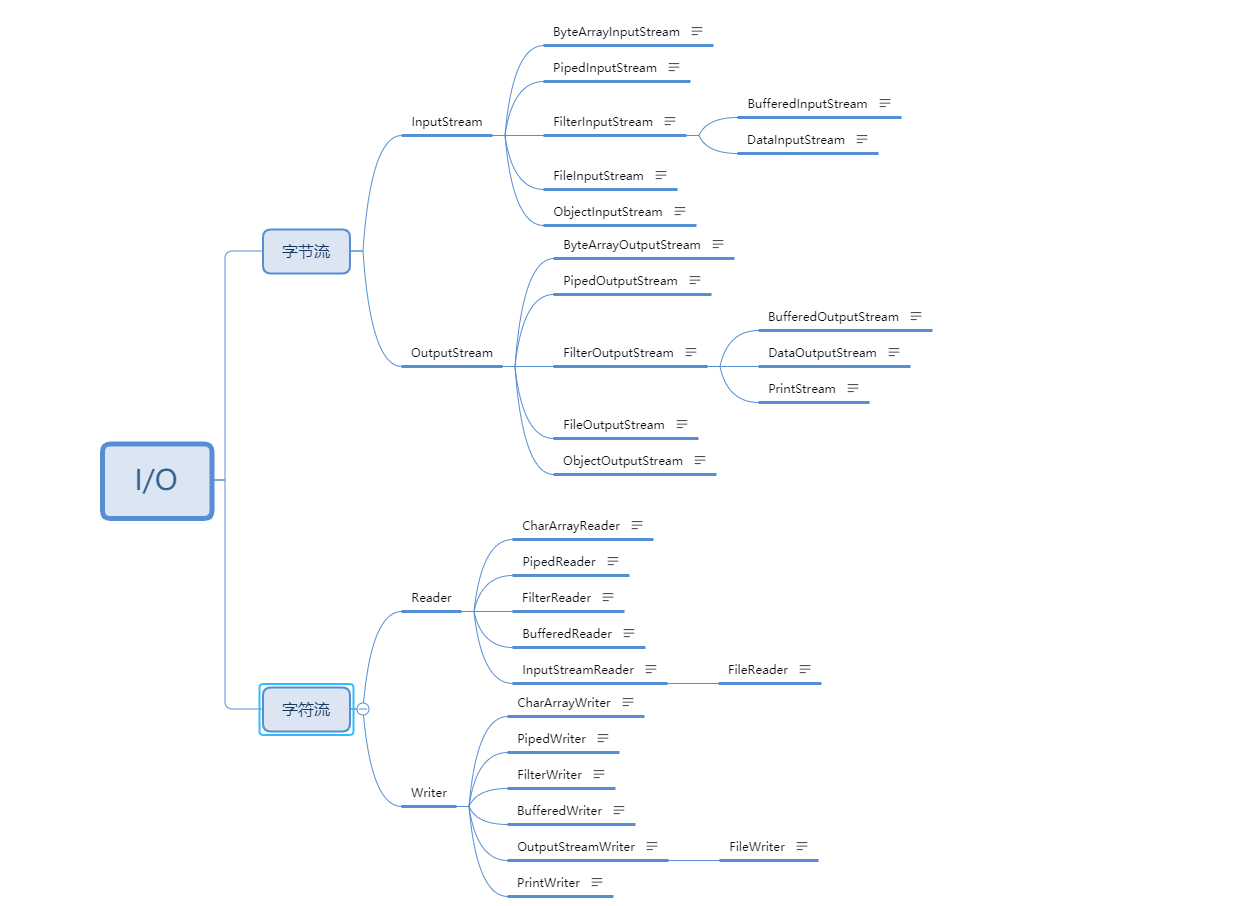 I/O
字节流
InputStream
ByteArrayInputStream
PipedInputStream
FilterInputStream
BufferedInputStream
DataInputStream
FileInputStream
ObjectInputStream
OutputStream
ByteArrayOutputStream
PipedOutputStream
FilterOutputStream
BufferedOutputStream
DataOutputStream
PrintStream
FileOutputStream
ObjectOutputStream
字符流
Reader
CharArrayReader
PipedReader
FilterReader
BufferedReader
InputStreamReader
FileReader
Writer
CharArrayWriter
PipedWriter
FilterWriter
BufferedWriter
OutputStreamWriter
FileWriter
PrintWriter